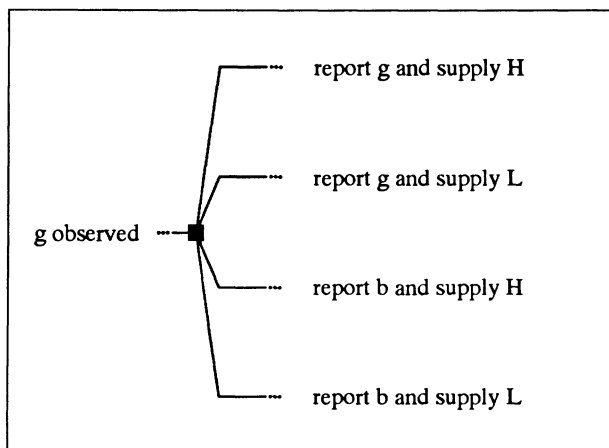 report g and supply H
report g and supply L
g observed
report b and supply H
report b and supply L